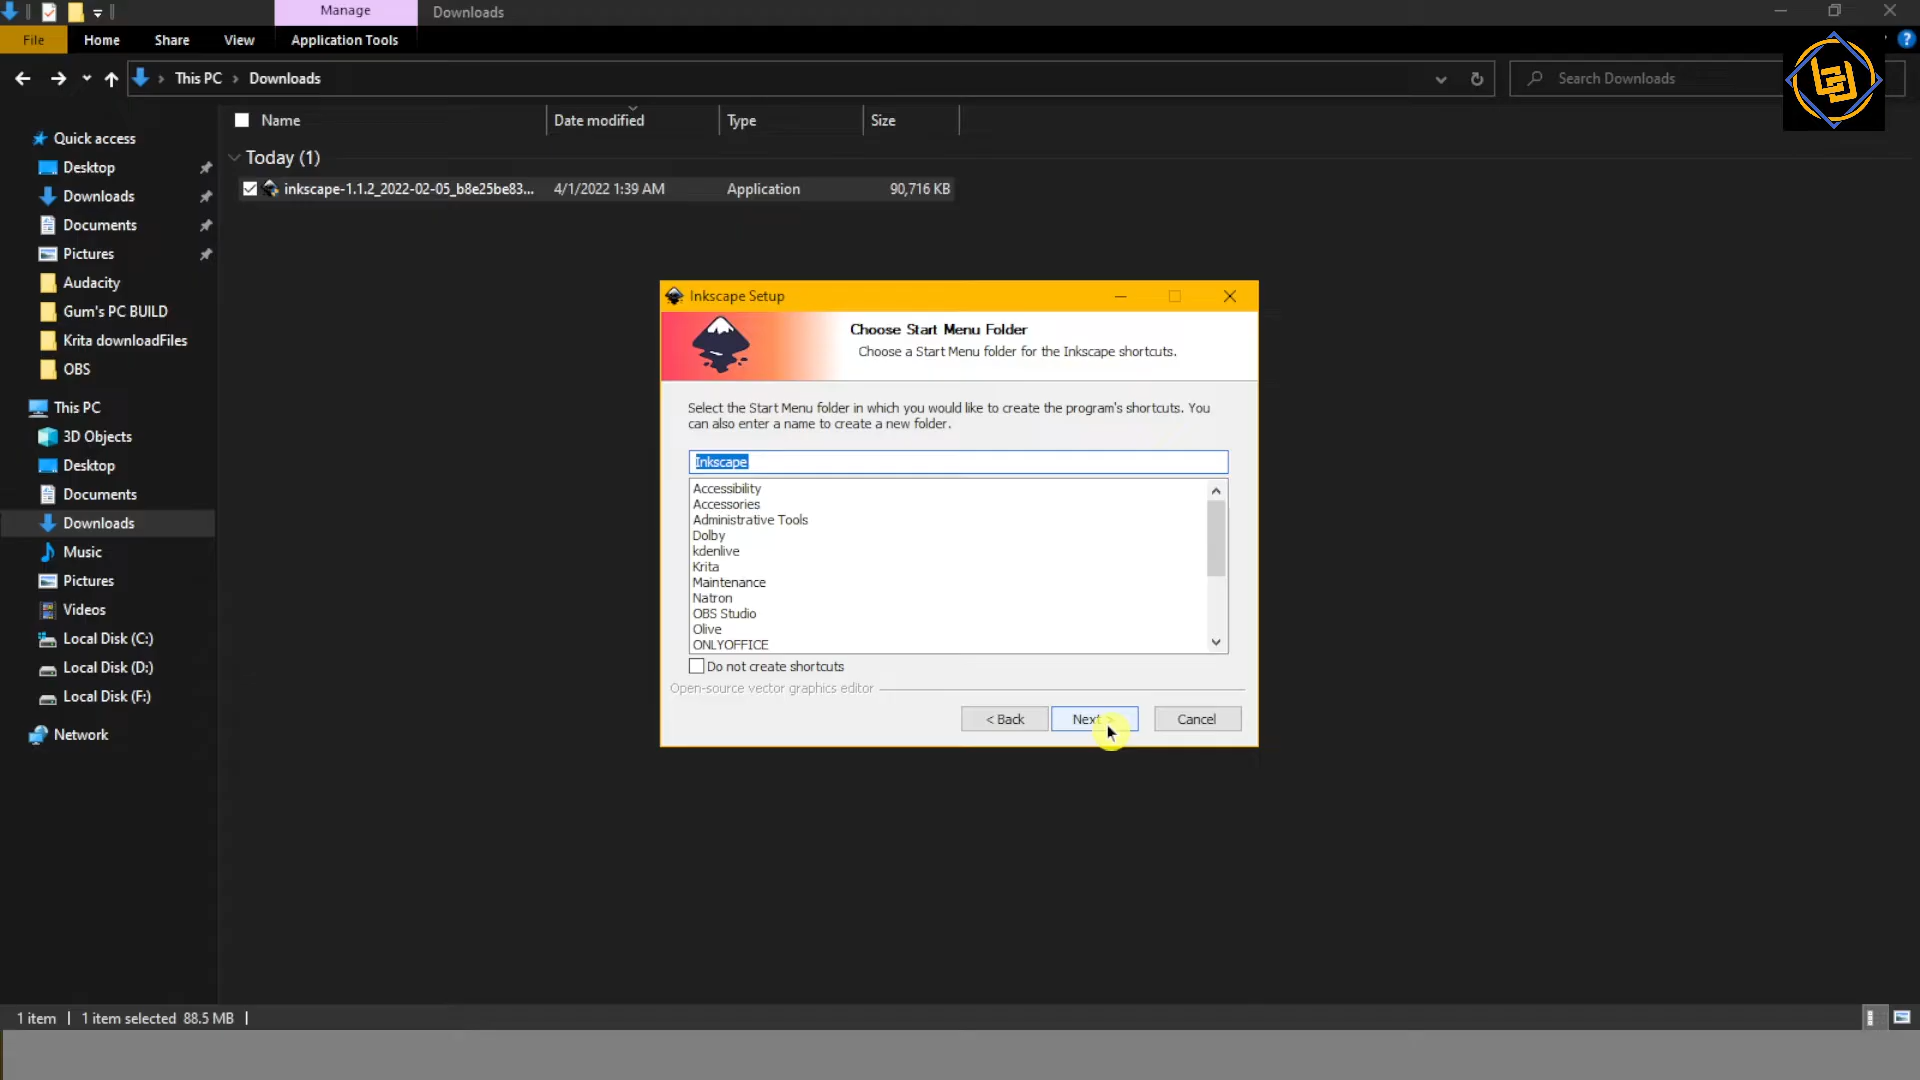 Manage
Downloads
File
Home
Share
View
Application Tools
This PC
Downloads
Search Downloads
Name
Date modified
Type
Size
Quick access
Desktop
Downloads
Documents
Pictures
Audacity
Gum's PC BUILD
Krita downloadFiles
OBS
This PC
3D Objects
Desktop
Documents
Downloads
Music
Pictures
Videos
Local Disk (C:)
Local Disk (D:)
Local Disk (F:)
Network
Today (1)
inkscape-1.1.2_2022-02-05_b8e25be83... 4/1/2022 1:39 AM Application 90,716 KB
Inkscape Setup
Choose Start Menu Folder
Choose a Start Menu folder for the Inkscape shortcuts.
Select the Start Menu folder in which you would like to create the program's shortcuts. You
can also enter a name to create a new folder.
Inkscape
Accessibility
Accessories
Administrative Tools
Dolby
kdenlive
Krita
Maintenance
Natron
OBS Studio
Olive
ONLYOFFICE
Do not create shortcuts
Open-source vector graphics editor
< Back
Next >
Cancel
1 item
1 item selected 88.5 MB